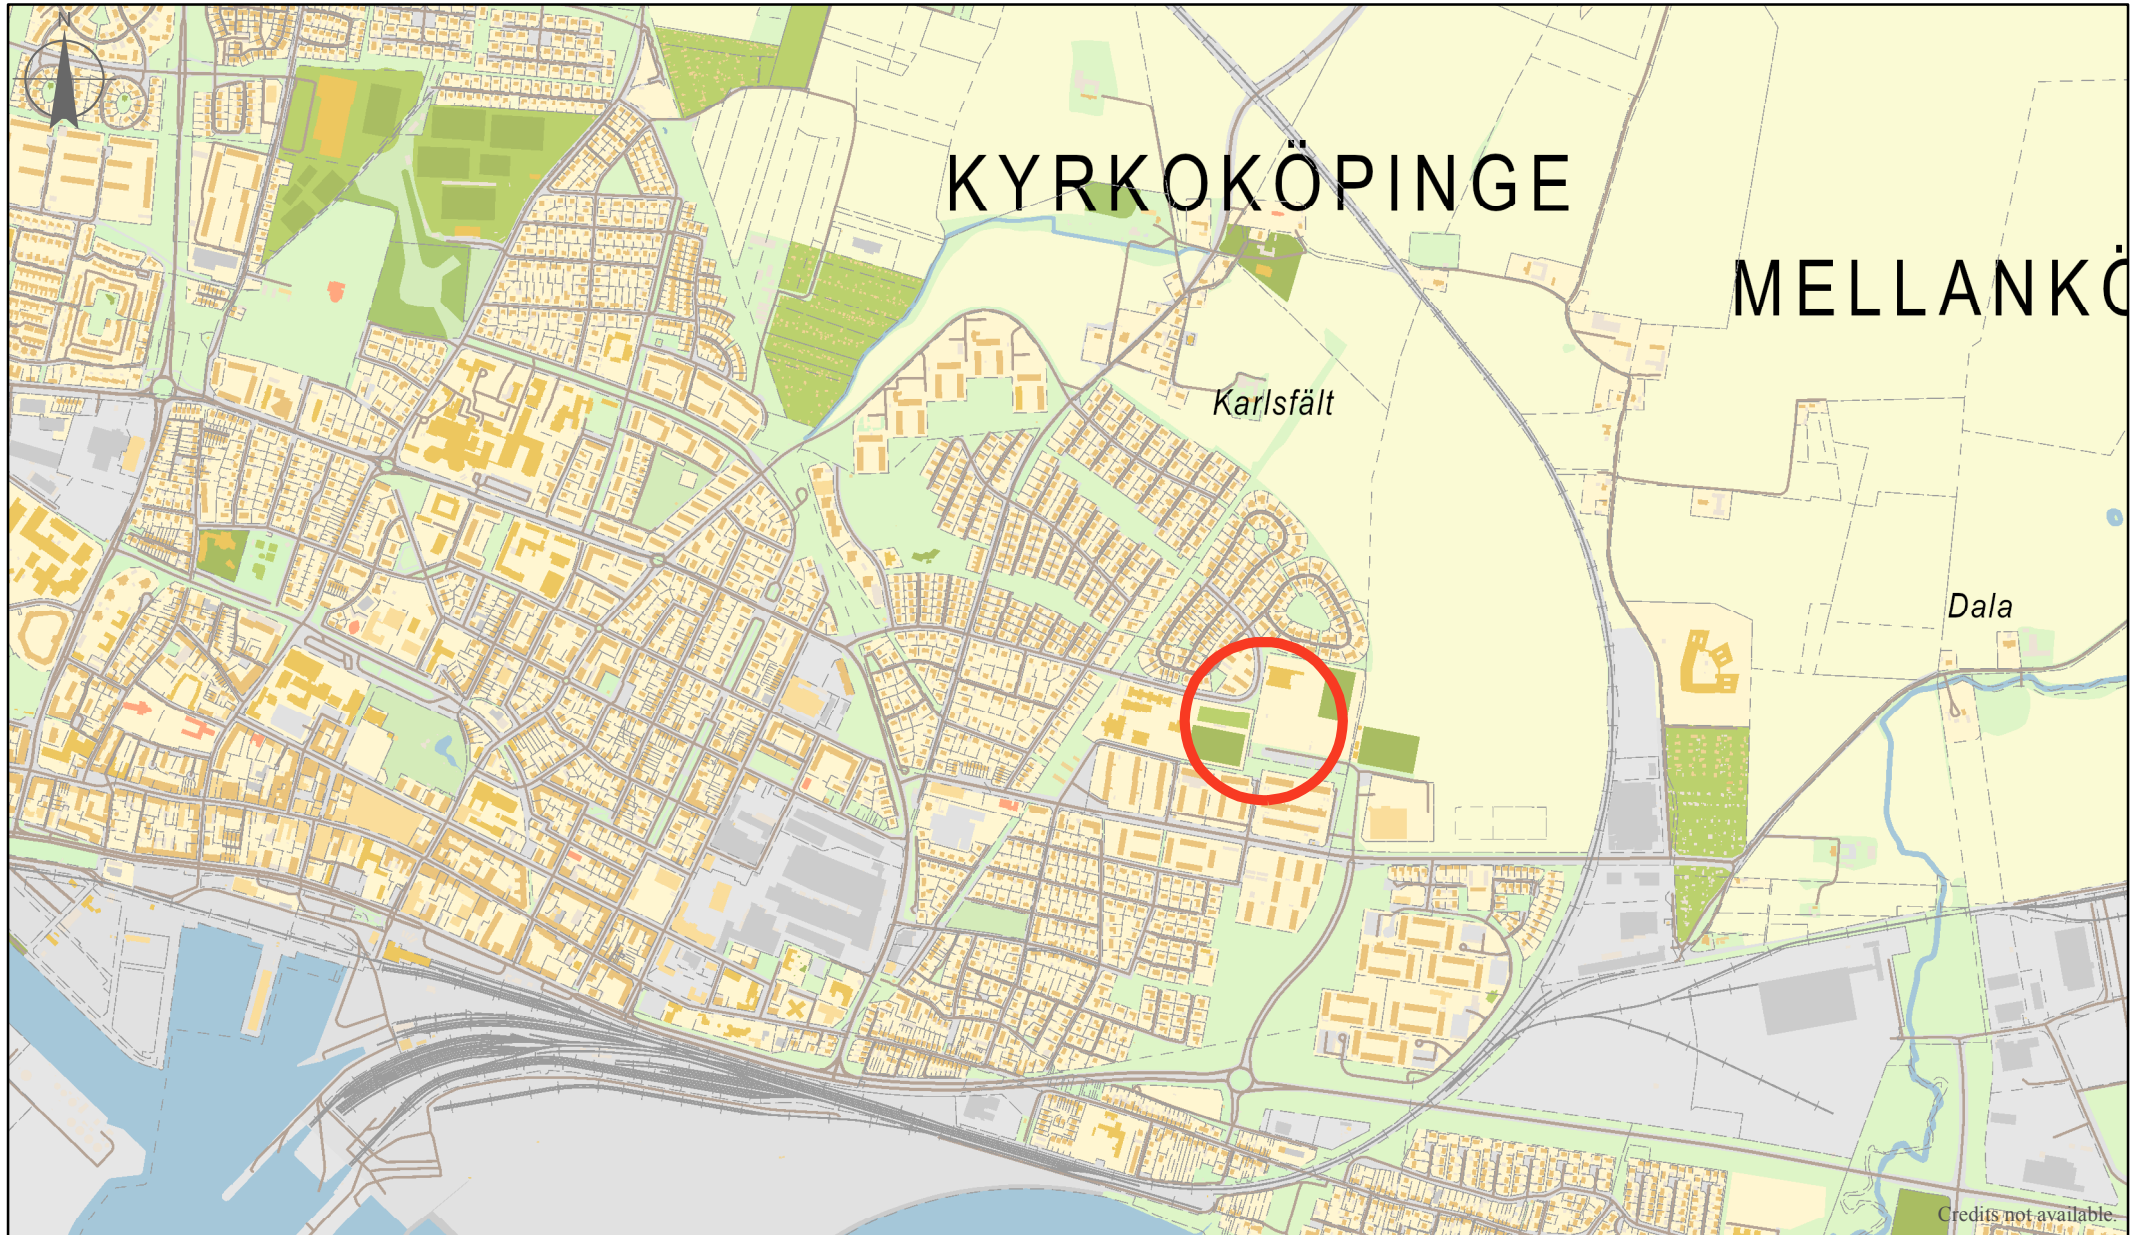 N
KYRKOKÖPINGE
MELLANKÖ
Karlsfält
Dala
Credits not available.